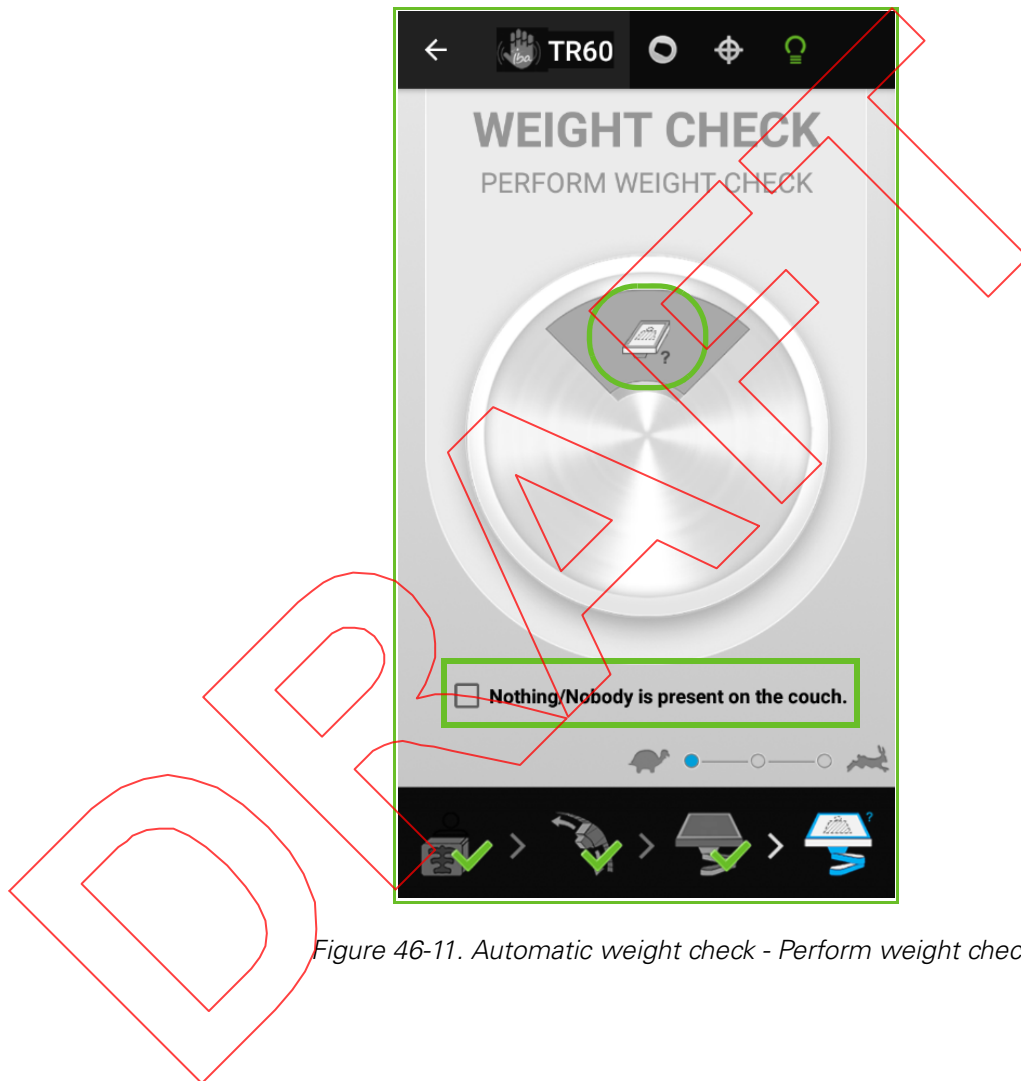 iba TR60
WEIGHT CHECK
PERFORM WEIGHT CHECK
?
Nothing/Nobody is present on the couch.
?
Figure 46-11. Automatic weight check - Perform weight chec
DRAFT